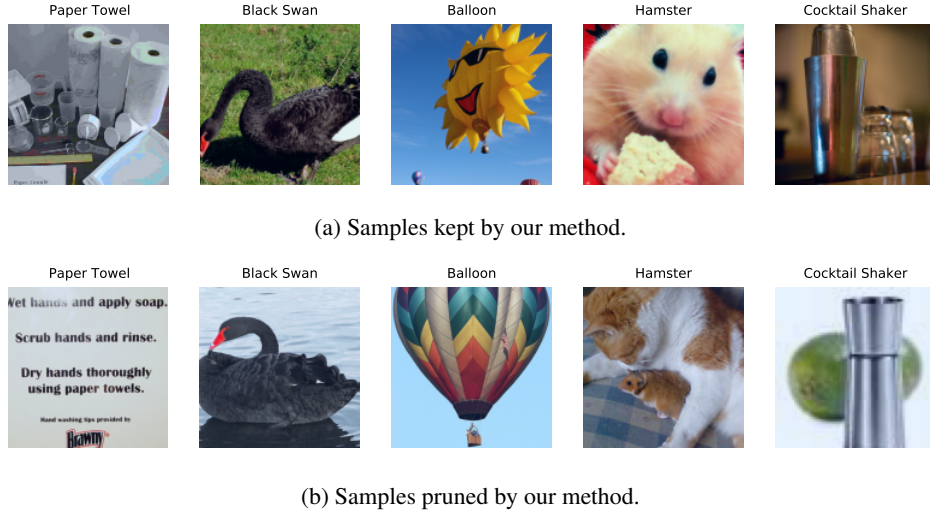 Paper Towel
Black Swan
Balloon
Hamster
Cocktail Shaker
(a) Samples kept by our method.
Paper Towel
Black Swan
Balloon
Hamster
Cocktail Shaker
Wet hands and apply soap.
Scrub hands and rinse.
Dry hands thoroughly
using paper towels.
Hand washing tips provided by
Brawny
(b) Samples pruned by our method.